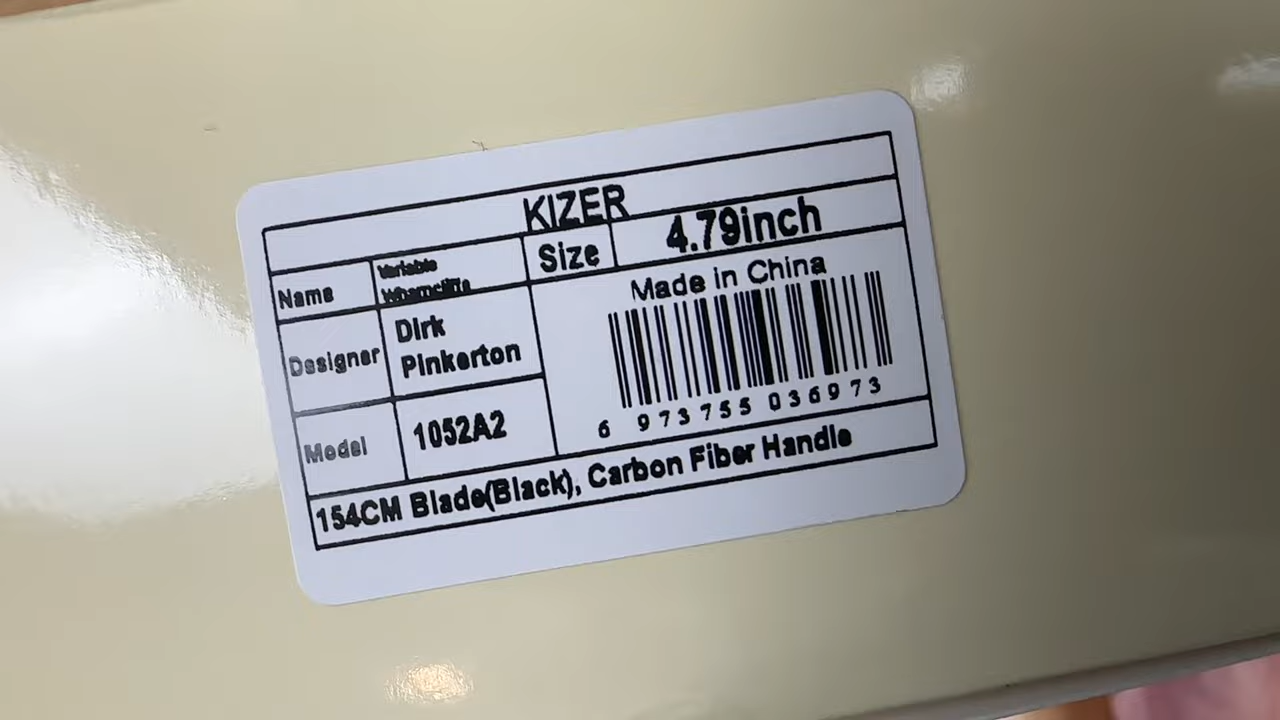 KIZER
Name
Variable
Wharncliffe
Size
4.79inch
Designer
Dirk
Pinkerton
Made in China
6 973755 036973
Model
1052A2
154CM Blade(Black), Carbon Fiber Handle